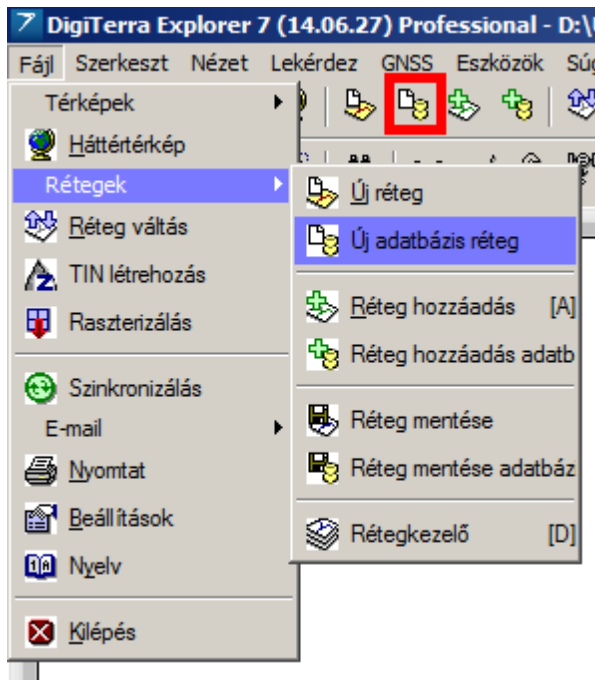 DigiTerra Explorer 7 (14.06.27) Professional - D:\
Fájl Szerkeszt Nézet Lekérdez GNSS Eszközök Súg
Térképek
Háttértérkép
Rétegek
Új réteg
Réteg váltás
Új adatbázis réteg
TIN létrehozás
Réteg hozzáadás [A]
Raszterizálás
Réteg hozzáadás adatb
Szinkronizálás
Réteg mentése
E-mail
Nyomtat
Réteg mentése adatbáz
Beállítások
Rétegkezelő [D]
Nyelv
Kilépés